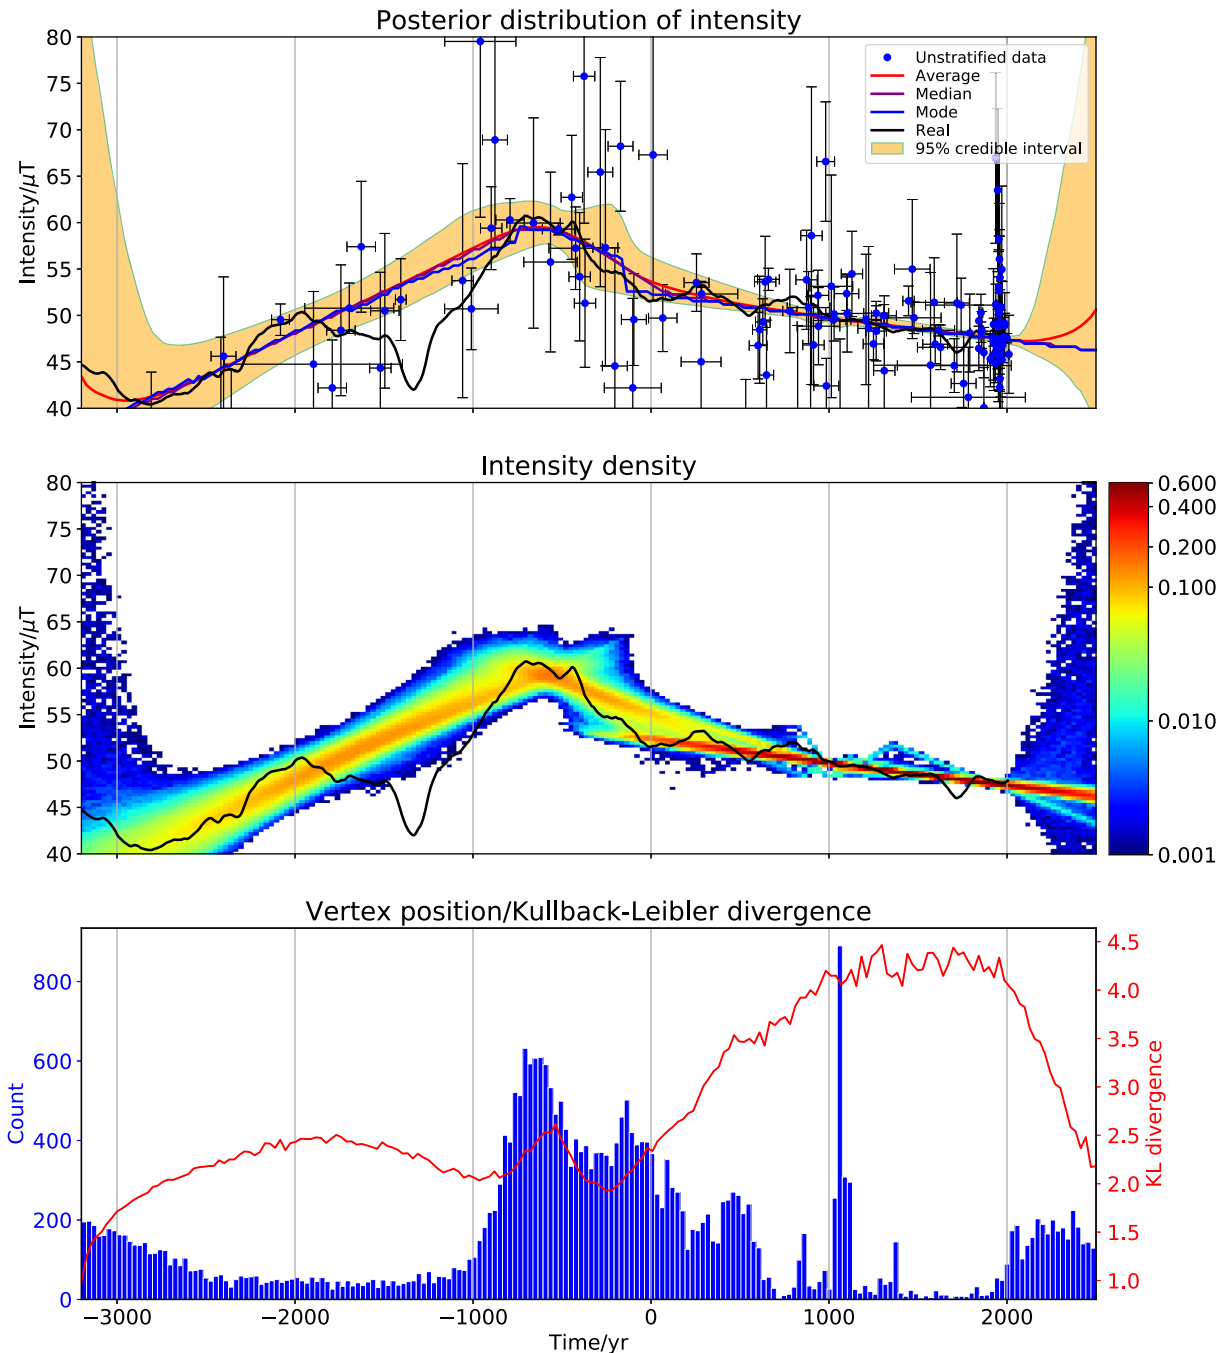 Posterior distribution of intensity
80
75
70
65
60
55
50
45
40
Intensity/μT
Unstratified data
Average
Median
Mode
Real
95% credible interval
Intensity density
80
75
70
65
60
55
50
45
40
Intensity/μT
0.600
0.400
0.200
0.100
0.010
0.001
Vertex position/Kullback-Leibler divergence
800
600
400
200
0
Count
4.5
4.0
3.5
3.0
2.5
2.0
1.5
1.0
KL divergence
−3000 −2000 −1000 0 1000 2000
Time/yr